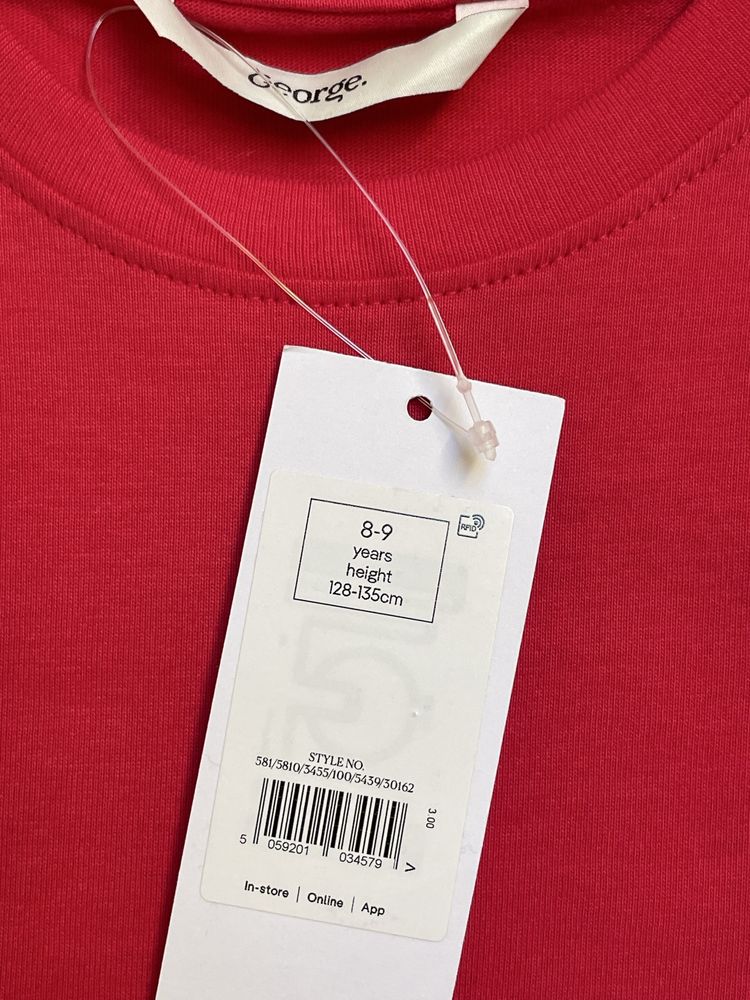 George.
RFID
8-9
years
height
128-135cm
STYLE NO.
581/5810/3455/100/5439/30162
3.00
5 059201 034579 >
In-store | Online | App